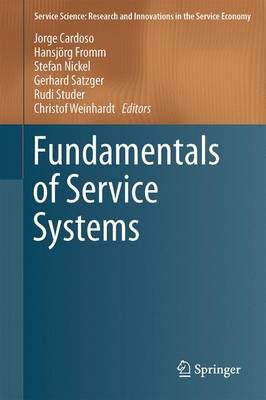 Service Science: Research and Innovations in the Service Economy
Jorge Cardoso
Hansjörg Fromm
Stefan Nickel
Gerhard Satzger
Rudi Studer
Christof Weinhardt Editors
Fundamentals
of Service
Systems
Springer